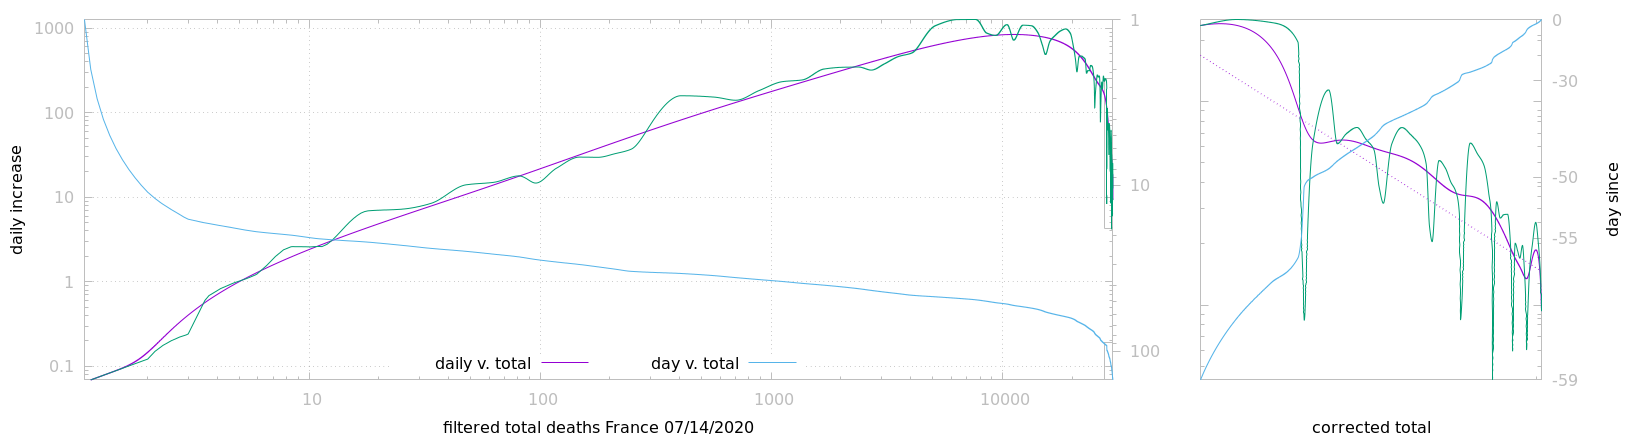 1000
100
10
1
0.1
daily increase
10
100
1000
10000
filtered total deaths France 07/14/2020
daily v. total
day v. total
1
10
100
0
-30
-50
-55
-59
day since
corrected total